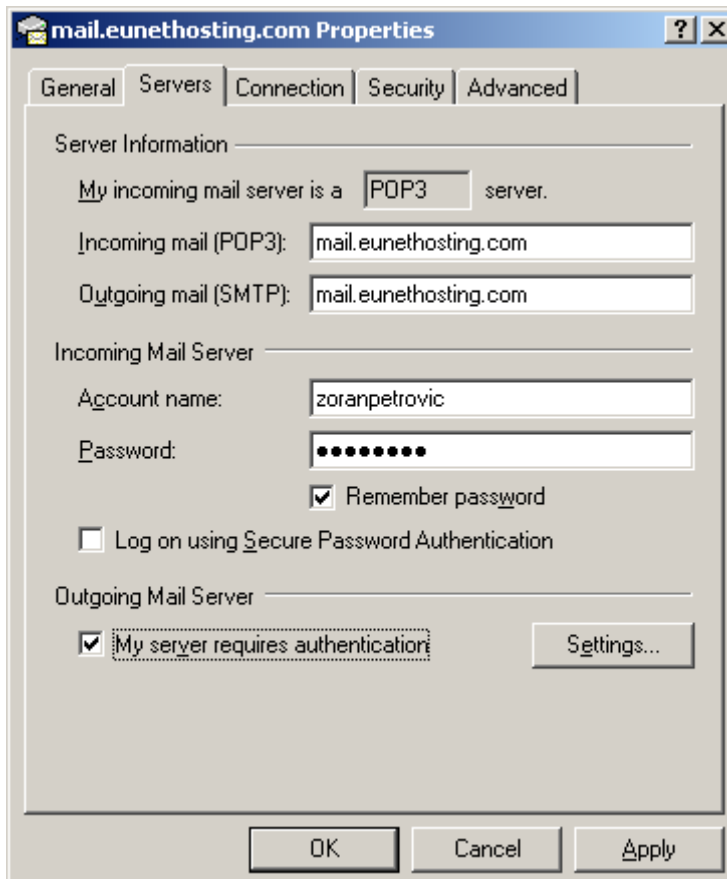 mail.eunethosting.com Properties
General Servers Connection Security Advanced
Server Information
My incoming mail server is a POP3 server.
Incoming mail (POP3): mail.eunethosting.com
Outgoing mail (SMTP): mail.eunethosting.com
Incoming Mail Server
Account name: zoranpetrovic
Password: ●●●●●●●●
Remember password
Log on using Secure Password Authentication
Outgoing Mail Server
My server requires authentication Settings...
OK Cancel Apply